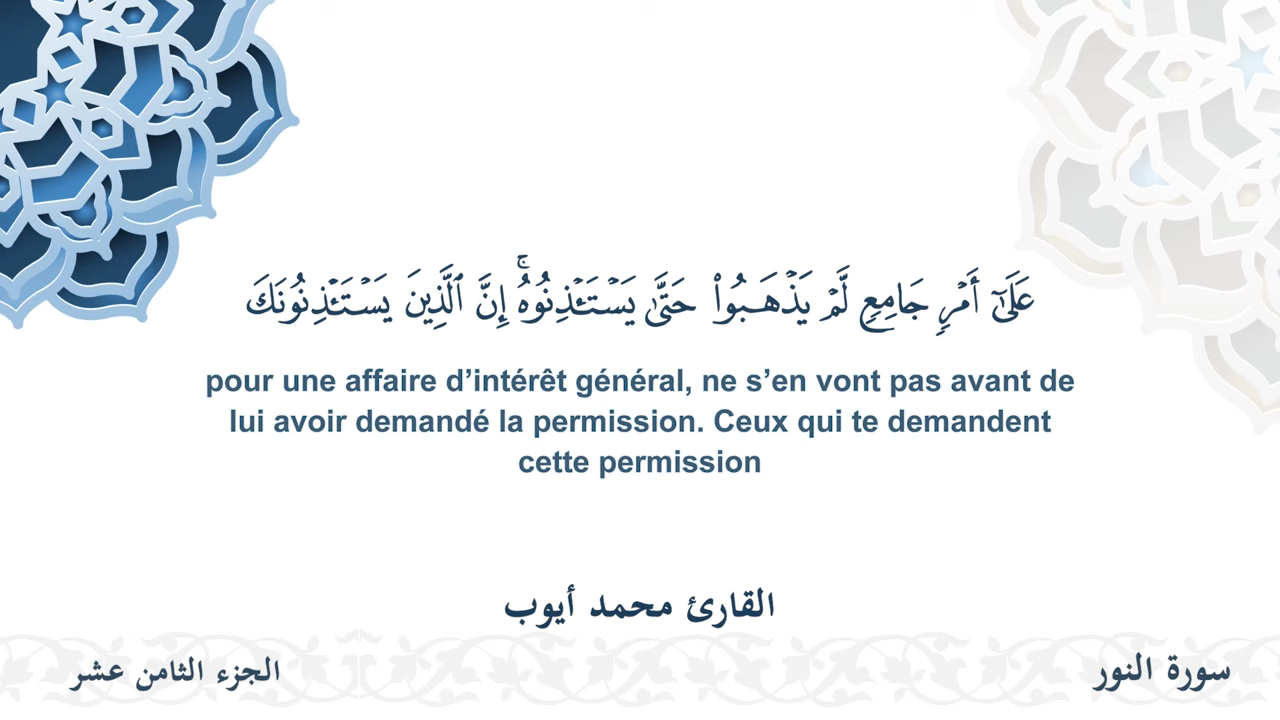 عَلَىٰٓ أَمۡرٖ جَامِعٖ لَّمۡ يَذۡهَبُواْ حَتَّىٰ يَسۡتَـٔۡذِنُوهُۚ إِنَّ ٱلَّذِينَ يَسۡتَـٔۡذِنُونَكَ
pour une affaire d’intérêt général, ne s’en vont pas avant de
lui avoir demandé la permission. Ceux qui te demandent
cette permission
القارئ محمد أيوب
سورة النور
الجزء الثامن عشر